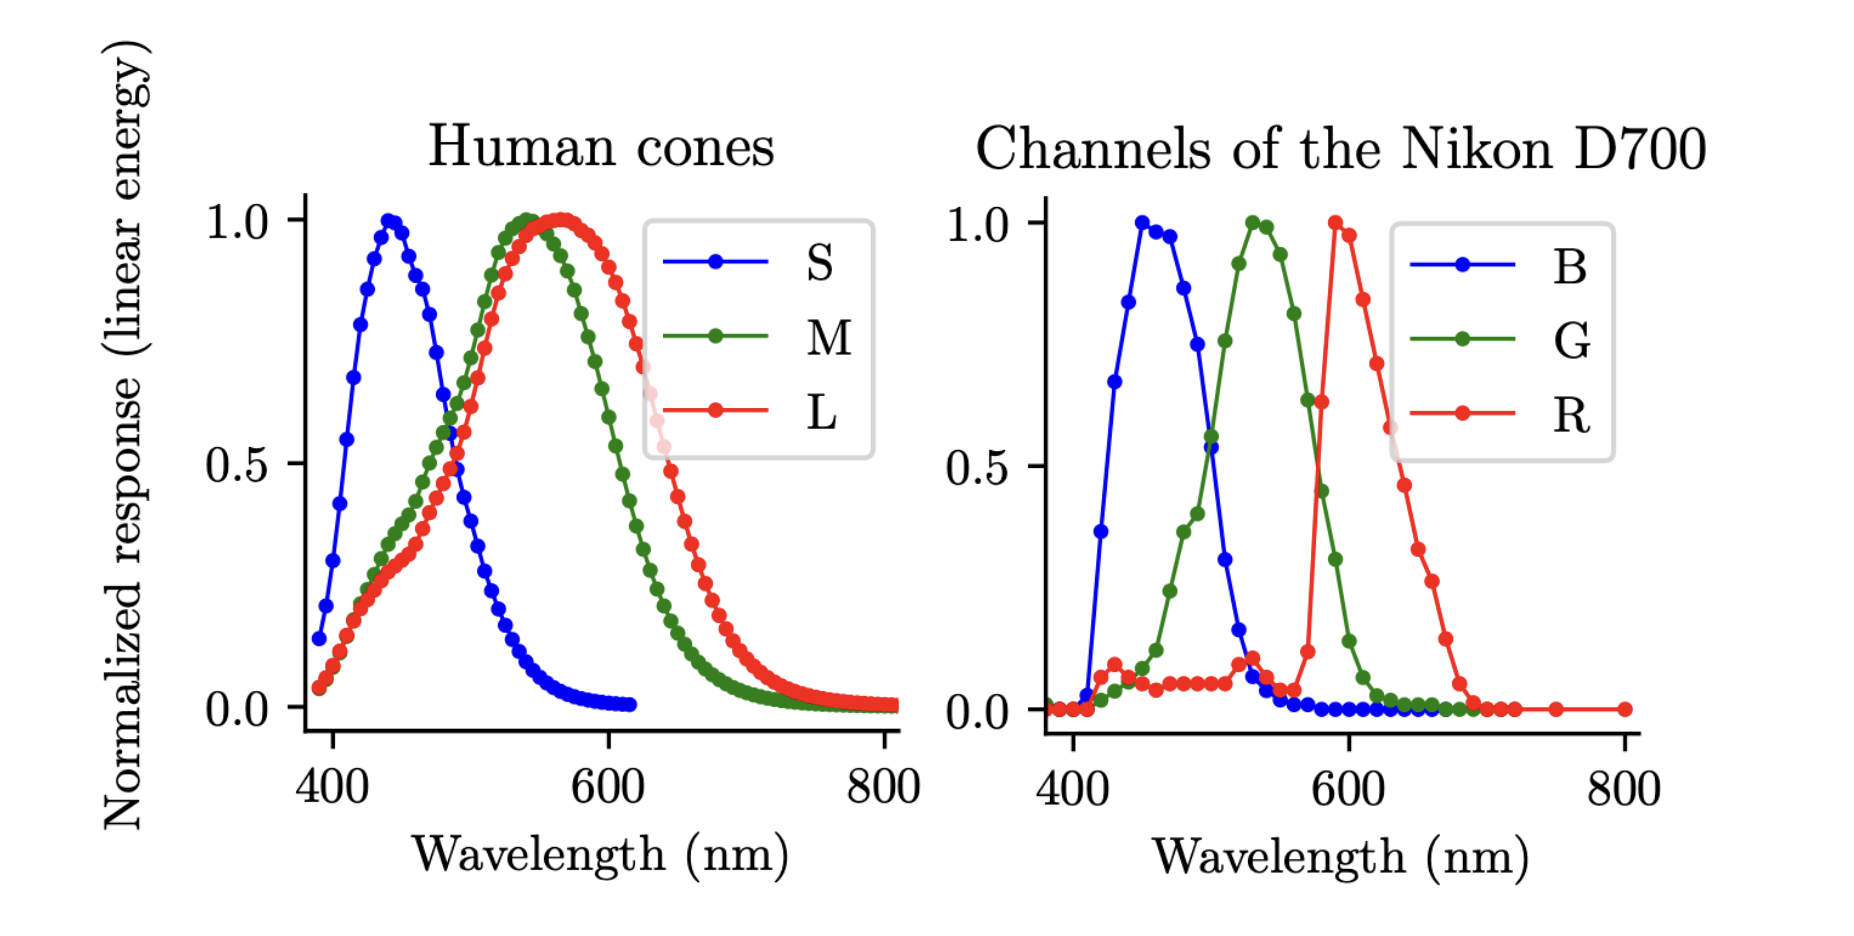 Normalized response (linear energy)
Human cones
1.0
0.5
0.0
400
600
800
Wavelength (nm)
S
M
L
Channels of the Nikon D700
1.0
0.5
0.0
400
600
800
Wavelength (nm)
B
G
R